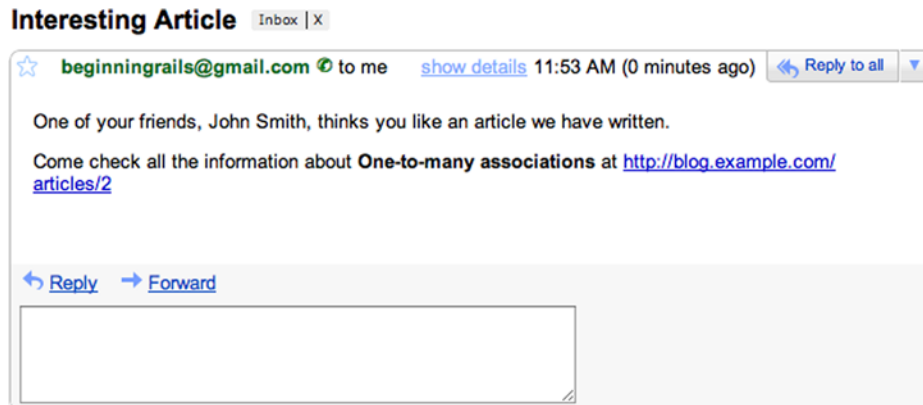 Interesting Article Inbox | X
beginningrails@gmail.com to me show details 11:53 AM (0 minutes ago) Reply to all
One of your friends, John Smith, thinks you like an article we have written.
Come check all the information about One-to-many associations at http://blog.example.com/
articles/2
Reply Forward